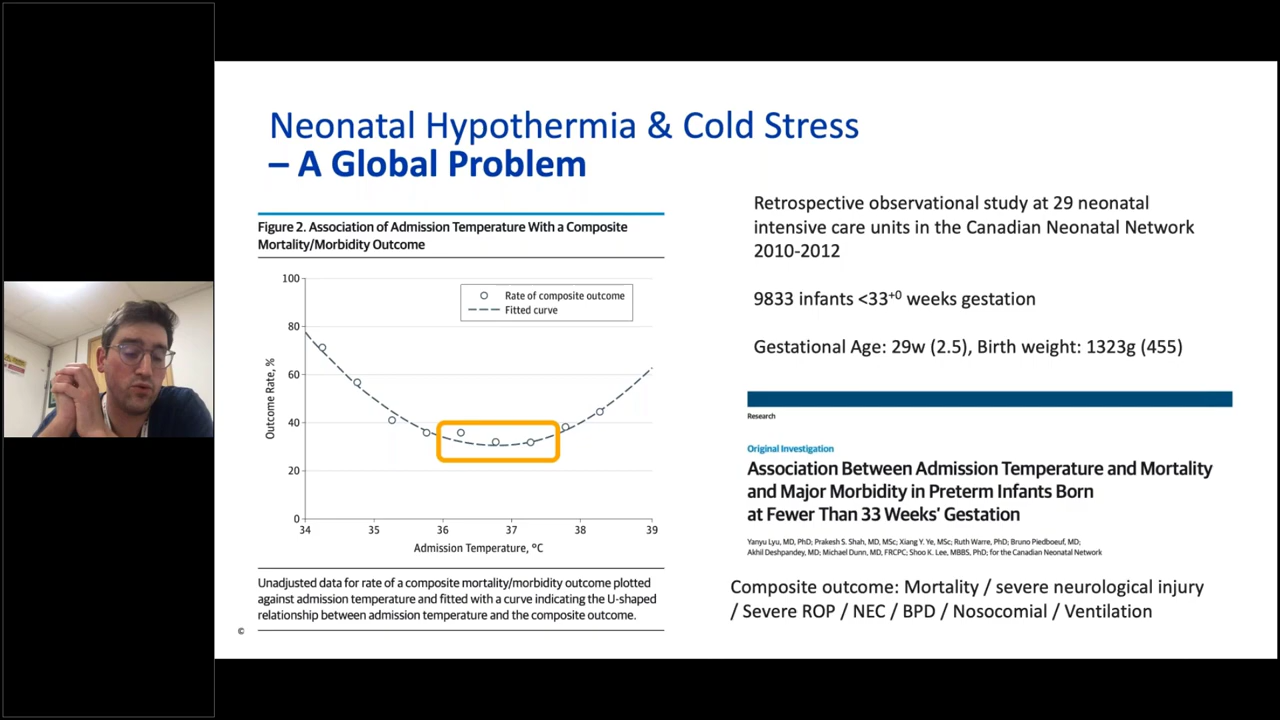 Neonatal Hypothermia & Cold Stress
– A Global Problem
Figure 2. Association of Admission Temperature With a Composite
Mortality/Morbidity Outcome
100
80
60
40
20
0
Outcome Rate, %
Rate of composite outcome
Fitted curve
34
35
36
37
38
39
Admission Temperature, °C
Unadjusted data for rate of a composite mortality/morbidity outcome plotted
against admission temperature and fitted with a curve indicating the U-shaped
relationship between admission temperature and the composite outcome.
©
Retrospective observational study at 29 neonatal
intensive care units in the Canadian Neonatal Network
2010-2012
9833 infants <33⁺⁰ weeks gestation
Gestational Age: 29w (2.5), Birth weight: 1323g (455)
Research
Original Investigation
Association Between Admission Temperature and Mortality
and Major Morbidity in Preterm Infants Born
at Fewer Than 33 Weeks’ Gestation
Yanyu Lyu, MD, PhD; Prakesh S. Shah, MD, MSc; Xiang Y. Ye, MSc; Ruth Warre, PhD; Bruno Piedboeuf, MD;
Akhil Deshpandey, MD; Michael Dunn, MD, FRCPC; Shoo K. Lee, MBBS, PhD; for the Canadian Neonatal Network
Composite outcome: Mortality / severe neurological injury
/ Severe ROP / NEC / BPD / Nosocomial / Ventilation